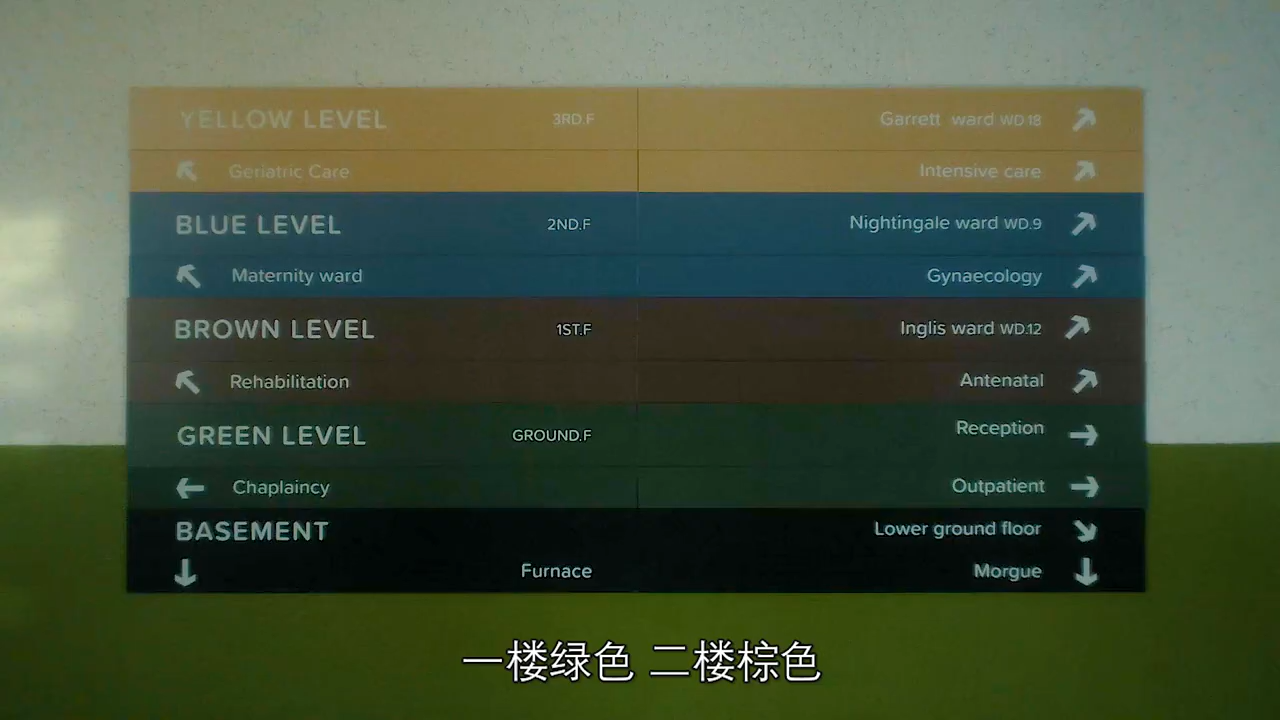 YELLOW LEVEL 3RD.F Garrett ward WD.18
Geriatric Care Intensive care
BLUE LEVEL 2ND.F Nightingale ward WD.9
Maternity ward Gynaecology
BROWN LEVEL 1ST.F Inglis ward WD.12
Rehabilitation Antenatal
GREEN LEVEL GROUND.F Reception
Chaplaincy Outpatient
BASEMENT Lower ground floor
Furnace Morgue
一楼绿色 二楼棕色